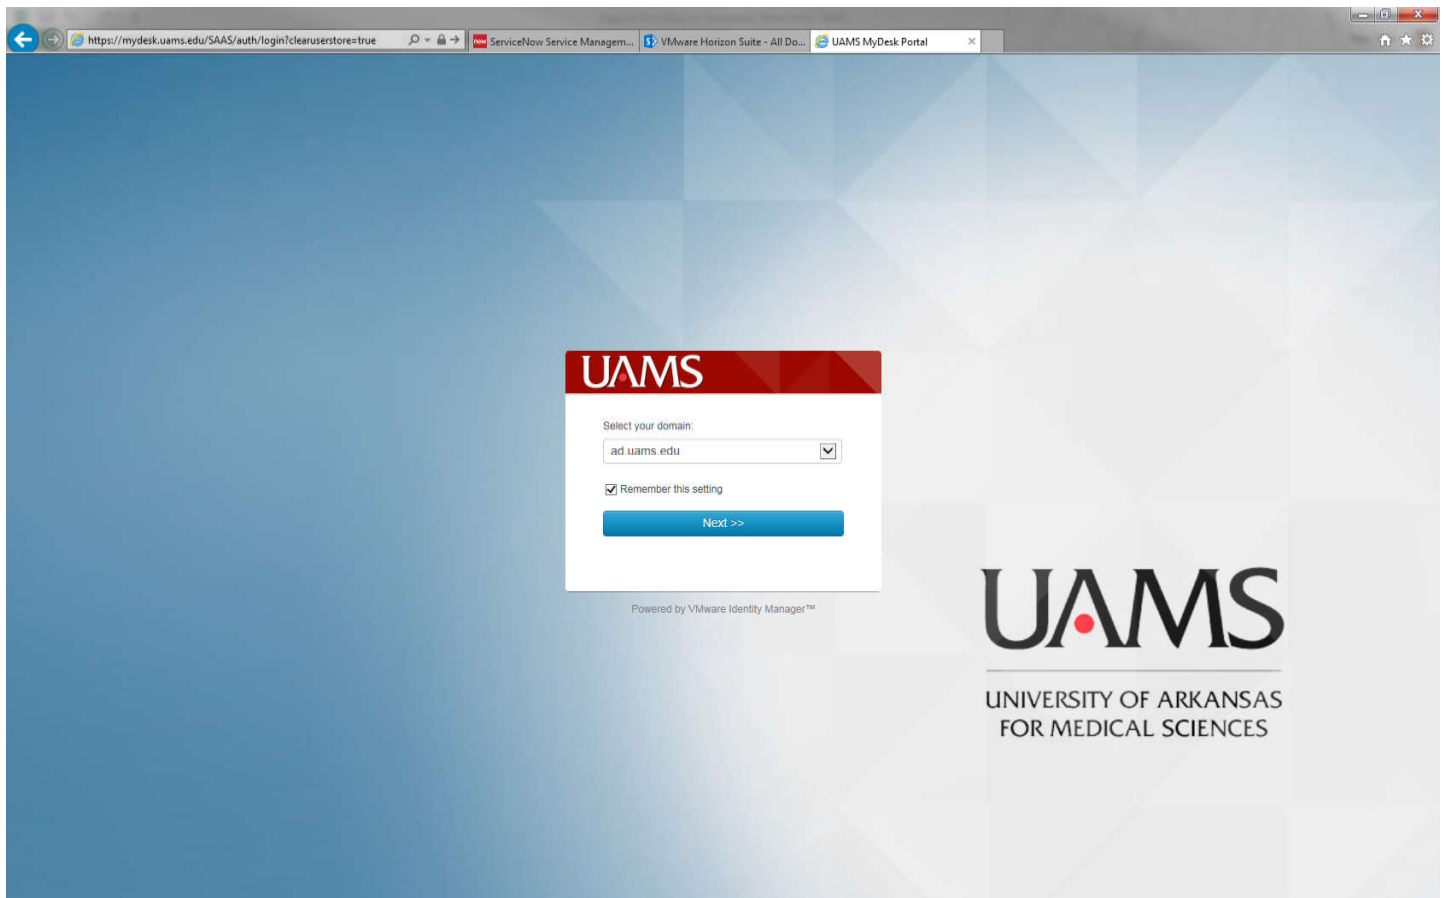 https://mydesk.uams.edu/SAAS/auth/login?clearuserstore=true
ServiceNow Service Managem...
VMware Horizon Suite - All Do...
UAMS MyDesk Portal
UAMS
Select your domain:
ad.uams.edu
Remember this setting
Next >>
Powered by VMware Identity Manager™
UAMS
UNIVERSITY OF ARKANSAS
FOR MEDICAL SCIENCES